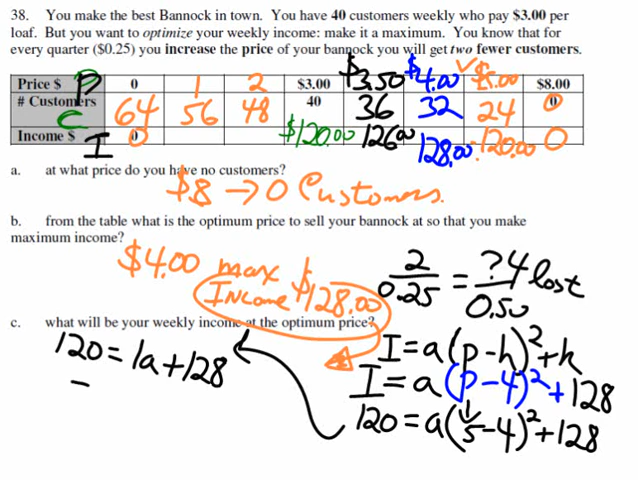 38. You make the best Bannock in town. You have 40 customers weekly who pay $3.00 per
loaf. But you want to optimize your weekly income: make it a maximum. You know that for
every quarter ($0.25) you increase the price of your bannock you will get two fewer customers.
Price $ P 0 1 2 $3.00 $3.50 $4.00 $5.00 $8.00
# Customers C 64 56 48 40 36 32 24 0
Income $ I 0 $120.00 126.00 128.00 120.00 0
a. at what price do you have no customers?
$8 → 0 Customers.
b. from the table what is the optimum price to sell your bannock at so that you make
maximum income?
$4.00 max Income $128.00
2/0.25 = ?4 lost/0.50
c. what will be your weekly income at the optimum price?
I = a(p-h)²+k
I = a(p-4)²+128
120 = a(5-4)²+128
120 = 1a+128